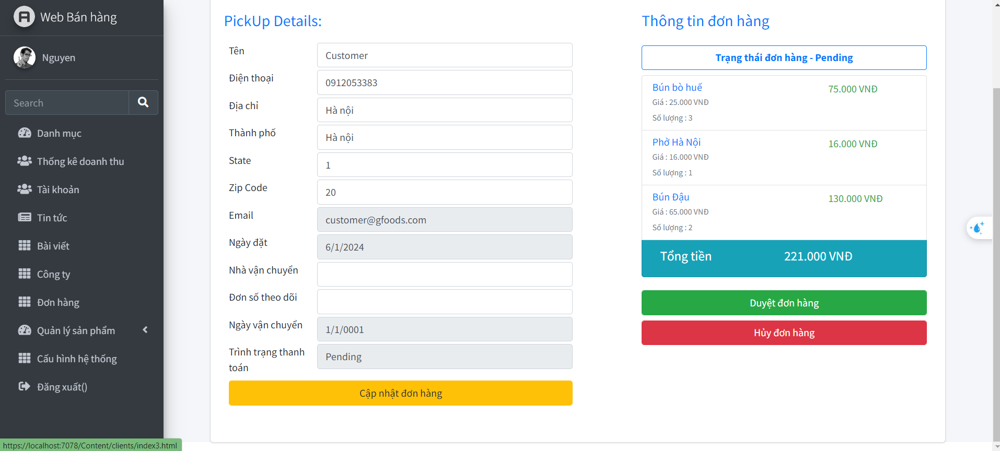 Web Bán hàng
Nguyen
Search
Danh mục
Thống kê doanh thu
Tài khoản
Tin tức
Bài viết
Công ty
Đơn hàng
Quản lý sản phẩm
Cấu hình hệ thống
Đăng xuất()
https://localhost:7078/Content/clients/index3.html
PickUp Details:
Tên
Customer
Điện thoại
0912053383
Địa chỉ
Hà nội
Thành phố
Hà nội
State
1
Zip Code
20
Email
customer@gfoods.com
Ngày đặt
6/1/2024
Nhà vận chuyển
Đơn số theo dõi
Ngày vận chuyển
1/1/0001
Trình trạng thanh
toán
Pending
Cập nhật đơn hàng
Thông tin đơn hàng
Trạng thái đơn hàng - Pending
Bún bò huế
75.000 VNĐ
Giá : 25.000 VNĐ
Số lượng : 3
Phở Hà Nội
16.000 VNĐ
Giá : 16.000 VNĐ
Số lượng : 1
Bún Đậu
130.000 VNĐ
Giá : 65.000 VNĐ
Số lượng : 2
Tổng tiền
221.000 VNĐ
Duyệt đơn hàng
Hủy đơn hàng